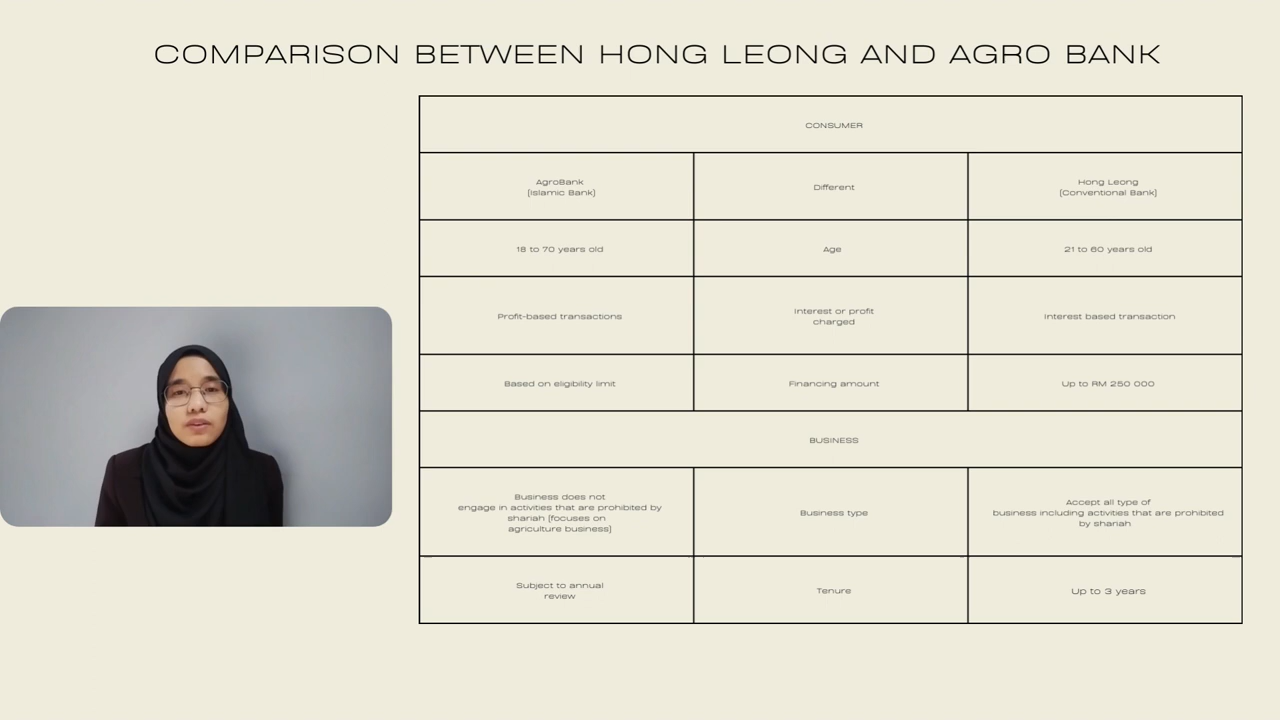 COMPARISON BETWEEN HONG LEONG AND AGRO BANK
CONSUMER
AgroBank
(Islamic Bank)
Different
Hong Leong
(Conventional Bank)
18 to 70 years old
Age
21 to 60 years old
Profit-based transactions
Interest or profit
charged
Interest based transaction
Based on eligibility limit
Financing amount
Up to RM 250 000
BUSINESS
Business does not
engage in activities that are prohibited by
shariah (focuses on
agriculture business)
Business type
Accept all type of
business including activities that are prohibited
by shariah
Subject to annual
review
Tenure
Up to 3 years